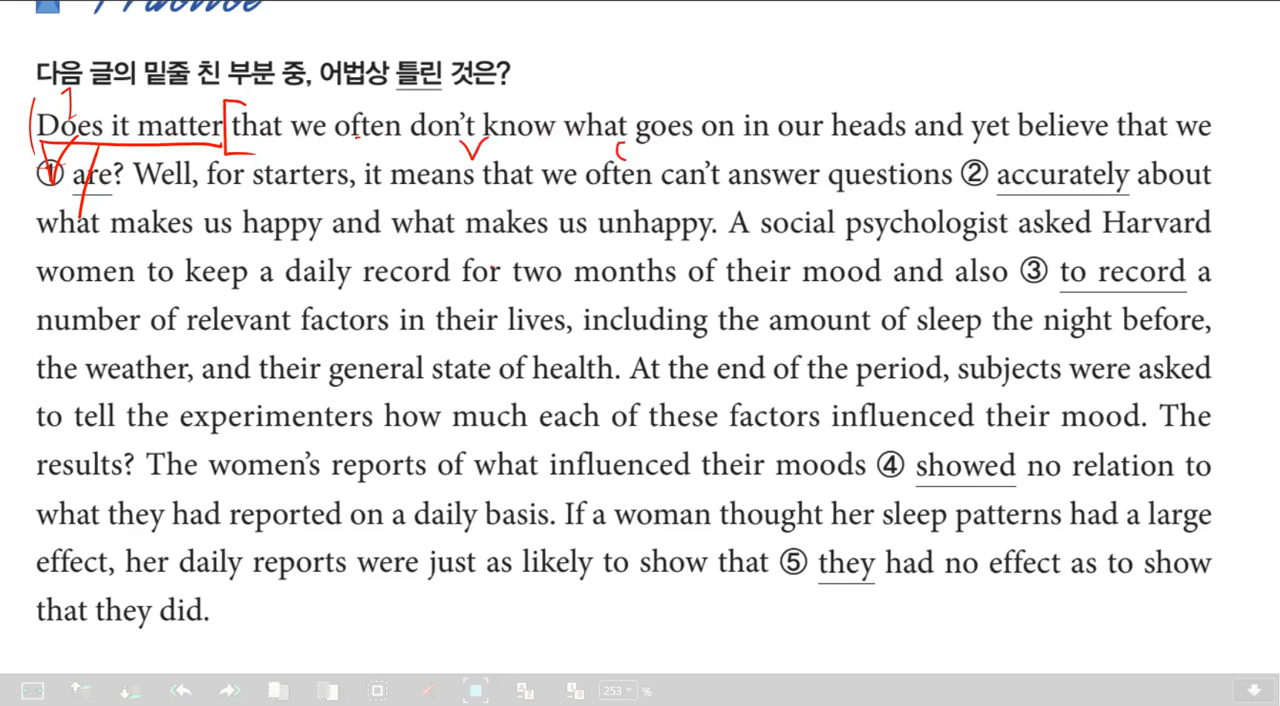 다음 글의 밑줄 친 부분 중, 어법상 틀린 것은?
Does it matter that we often don't know what goes on in our heads and yet believe that we
① are? Well, for starters, it means that we often can't answer questions ② accurately about
what makes us happy and what makes us unhappy. A social psychologist asked Harvard
women to keep a daily record for two months of their mood and also ③ to record a
number of relevant factors in their lives, including the amount of sleep the night before,
the weather, and their general state of health. At the end of the period, subjects were asked
to tell the experimenters how much each of these factors influenced their mood. The
results? The women's reports of what influenced their moods ④ showed no relation to
what they had reported on a daily basis. If a woman thought her sleep patterns had a large
effect, her daily reports were just as likely to show that ⑤ they had no effect as to show
that they did.
253 %